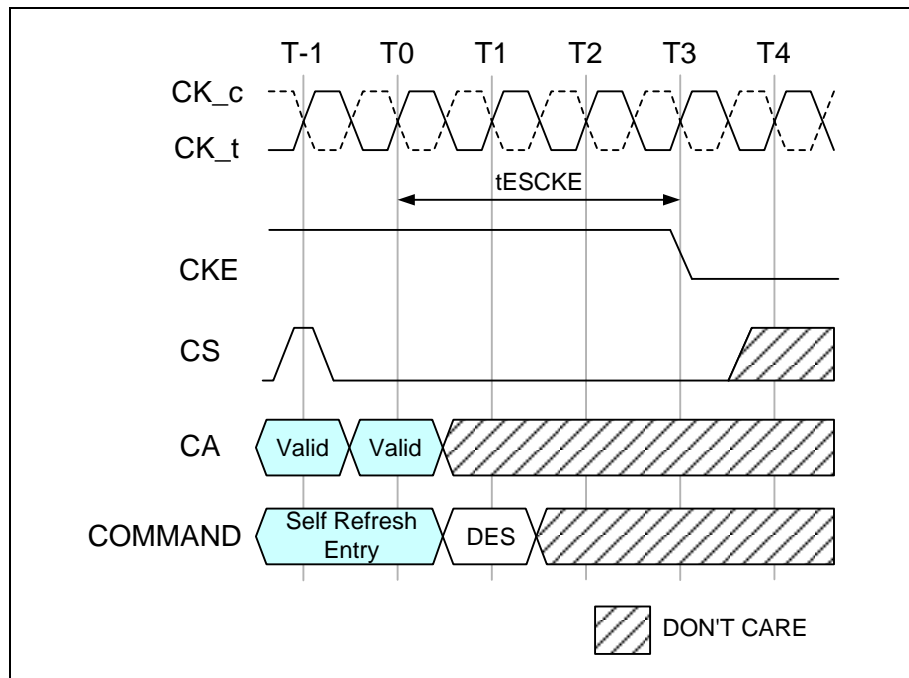 T-1 T0 T1 T2 T3 T4
CK_c
CK_t
tESCKE
CKE
CS
CA Valid Valid
COMMAND Self Refresh
Entry DES
DON'T CARE